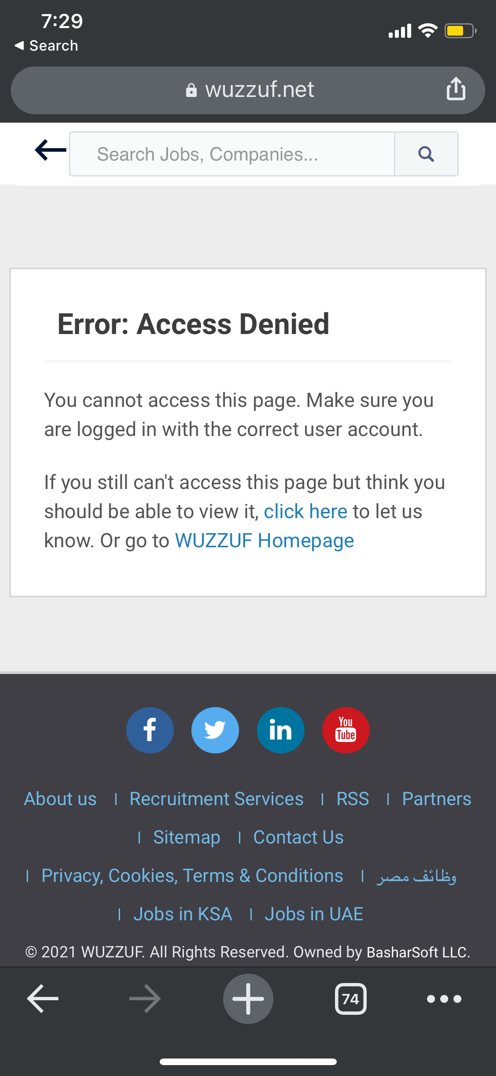 7:29
◀ Search
wuzzuf.net
Search Jobs, Companies...
Error: Access Denied
You cannot access this page. Make sure you
are logged in with the correct user account.
If you still can't access this page but think you
should be able to view it, click here to let us
know. Or go to WUZZUF Homepage
f in You Tube
About us | Recruitment Services | RSS | Partners
| Sitemap | Contact Us
| Privacy, Cookies, Terms & Conditions | وظائف مصر
| Jobs in KSA | Jobs in UAE
© 2021 WUZZUF. All Rights Reserved. Owned by BasharSoft LLC.
74